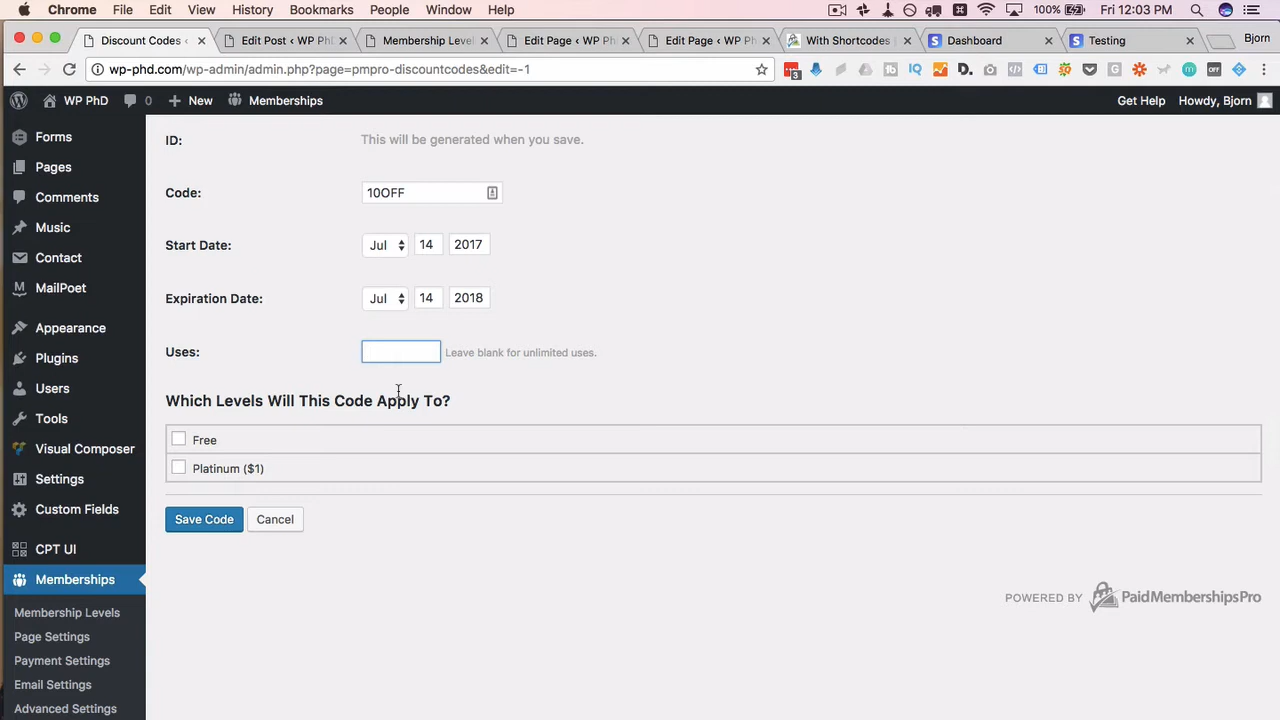 Chrome File Edit View History Bookmarks People Window Help 100% Fri 12:03 PM
Discount Codes ‹ Edit Post ‹ WP PhD Membership Leve Edit Page ‹ WP Ph Edit Page ‹ WP Ph With Shortcodes Dashboard Testing Bjorn
wp-phd.com/wp-admin/admin.php?page=pmpro-discountcodes&edit=-1
WP PhD 0 New Memberships Get Help Howdy, Bjorn
Forms
Pages
Comments
Music
Contact
MailPoet
Appearance
Plugins
Users
Tools
Visual Composer
Settings
Custom Fields
CPT UI
Memberships
Membership Levels
Page Settings
Payment Settings
Email Settings
Advanced Settings
ID: This will be generated when you save.
Code: 10OFF
Start Date: Jul 14 2017
Expiration Date: Jul 14 2018
Uses: Leave blank for unlimited uses.
Which Levels Will This Code Apply To?
Free
Platinum ($1)
Save Code Cancel
POWERED BY PaidMembershipsPro